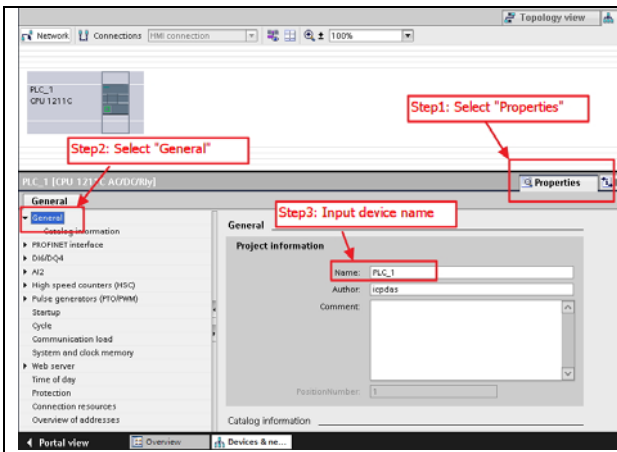 Topology view
Network Connections HMI connection 100%
PLC_1
CPU 1211C
Step1: Select "Properties"
Step2: Select "General"
PLC_1 [CPU 1211C AC/DC/Rly]
Properties
General
General
Catalog information
PROFINET interface
DI6/DQ4
AI2
High speed counters (HSC)
Pulse generators (PTO/PWM)
Startup
Cycle
Communication load
System and clock memory
Web server
Time of day
Protection
Connection resources
Overview of addresses
Step3: Input device name
General
Project information
Name: PLC_1
Author: icpdas
Comment:
PositionNumber: 1
Catalog information
Portal view Overview Devices & ne...